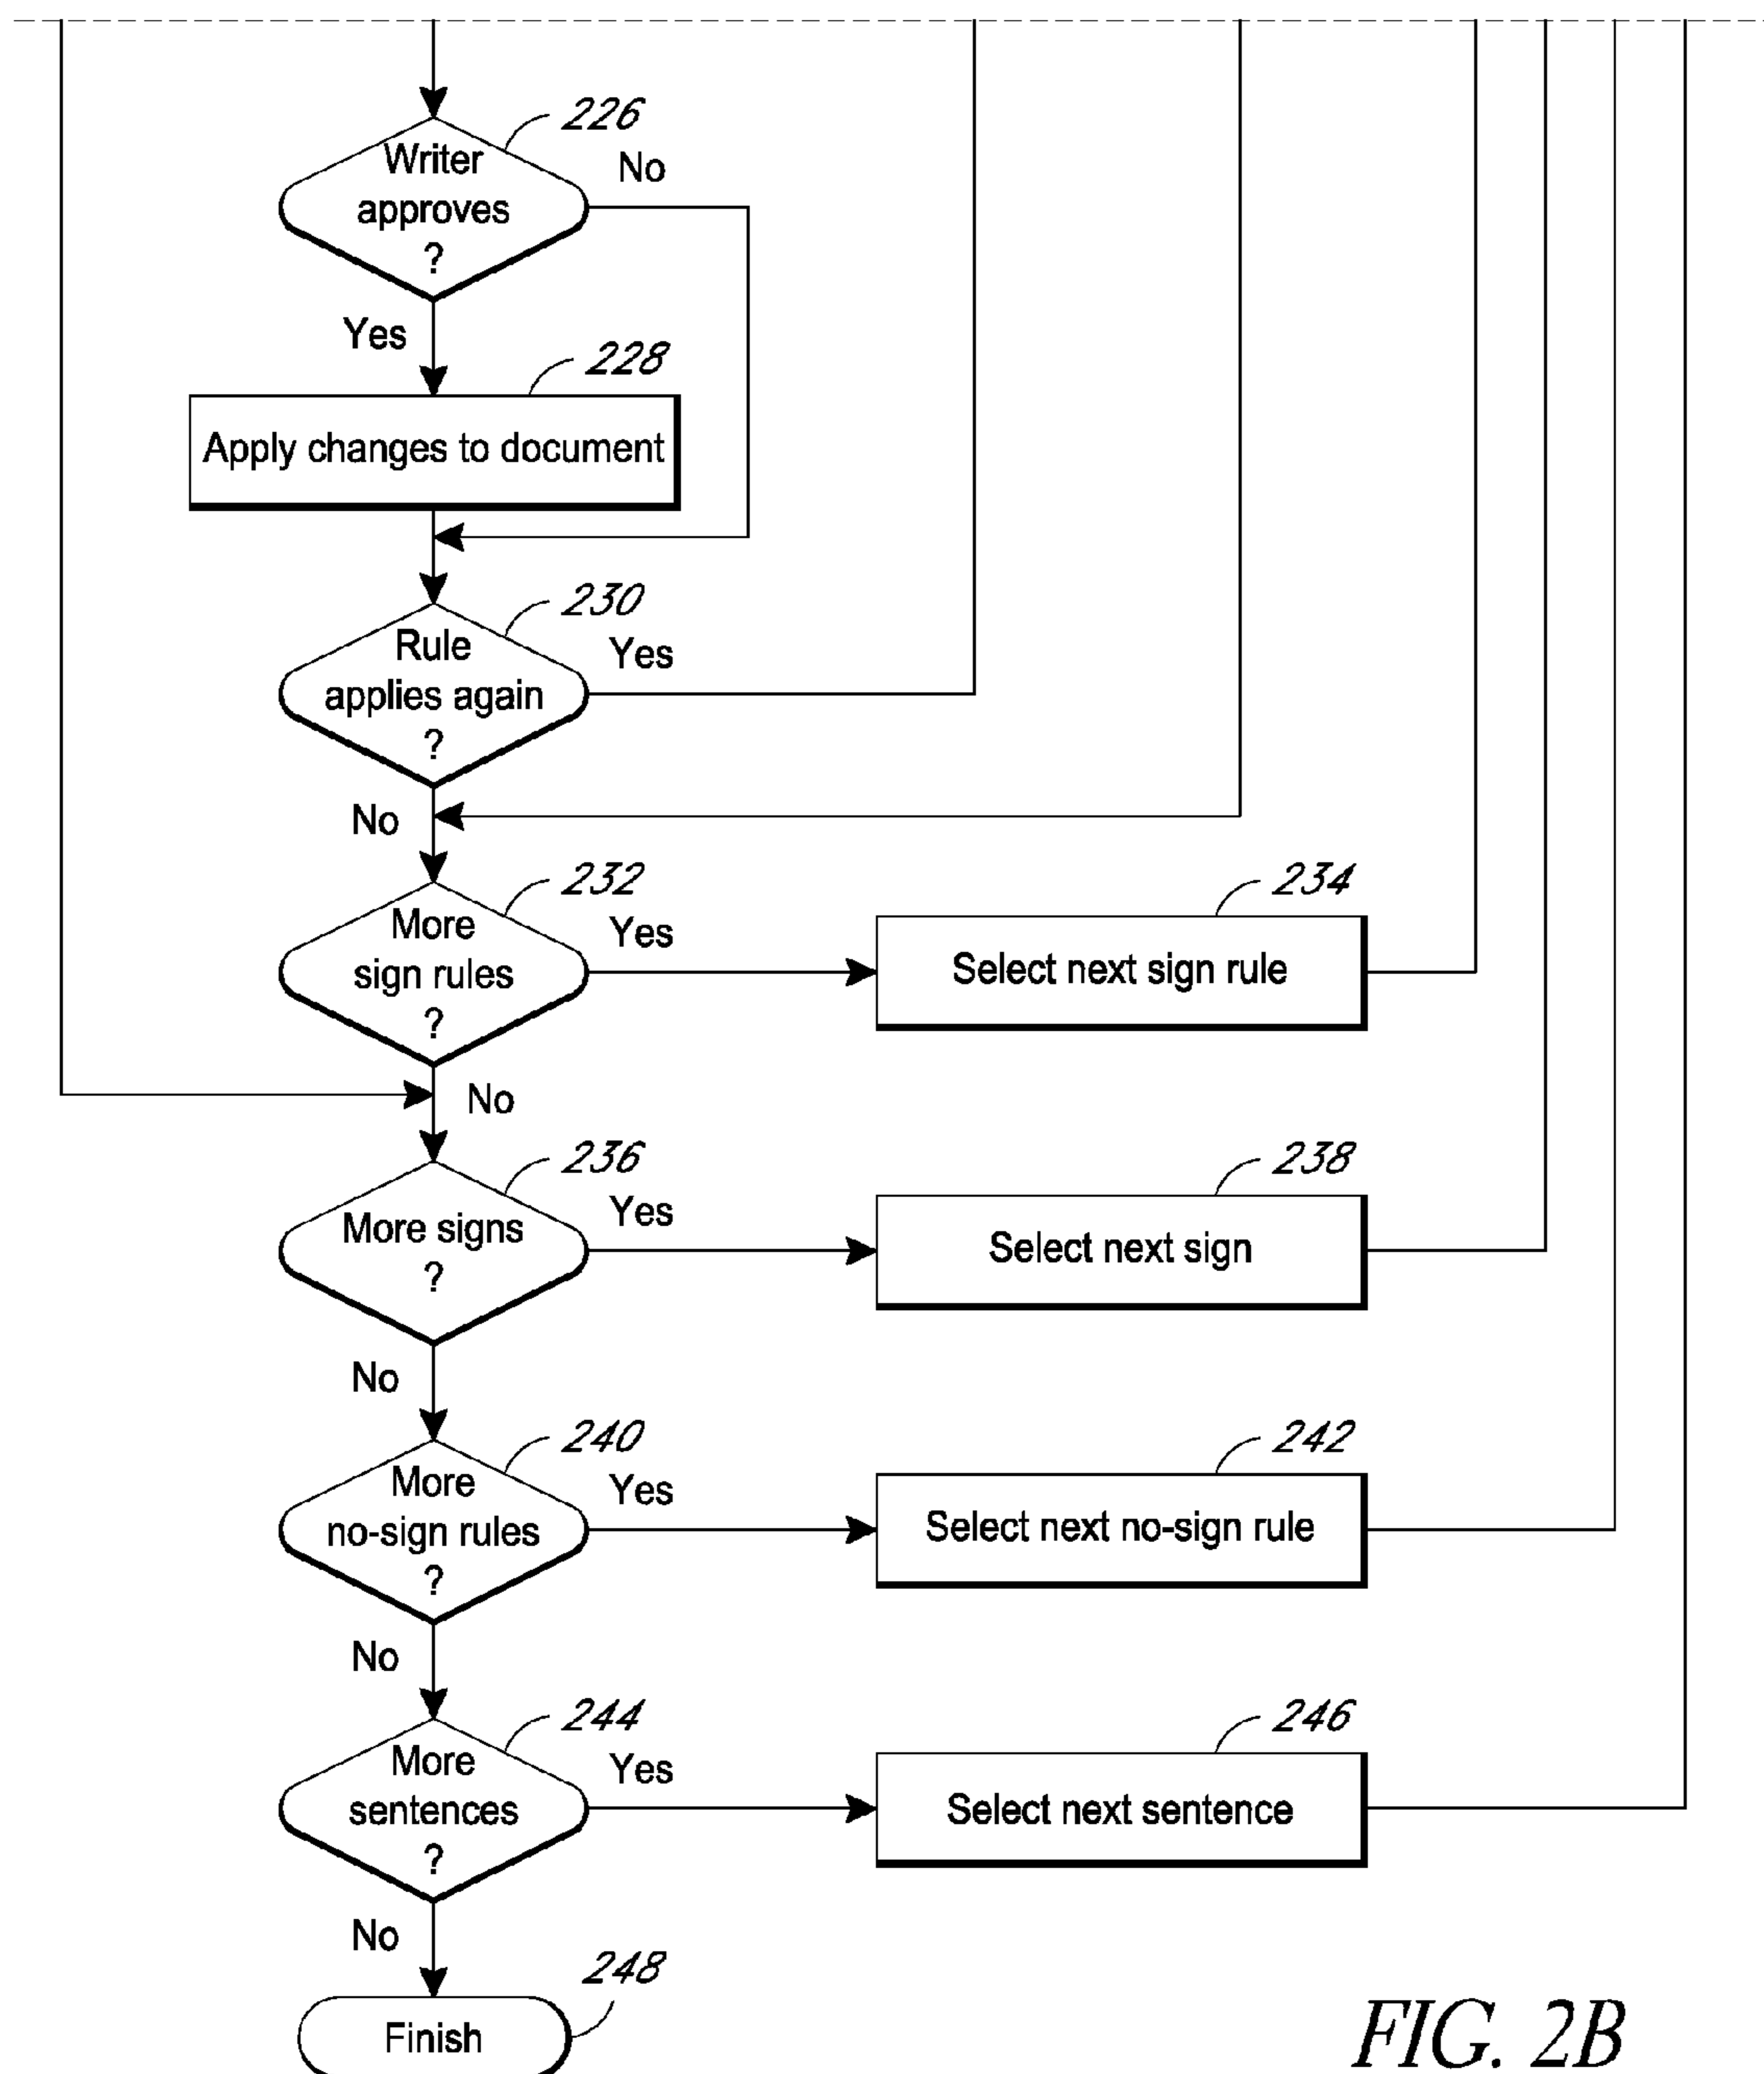 226
Writer
approves
?
No
Yes
228
Apply changes to document
230
Rule
applies again
?
Yes
No
232
More
sign rules
?
Yes
234
Select next sign rule
No
236
More signs
?
Yes
238
Select next sign
No
240
More
no-sign rules
?
Yes
242
Select next no-sign rule
No
244
More
sentences
?
Yes
246
Select next sentence
No
248
Finish
FIG. 2B